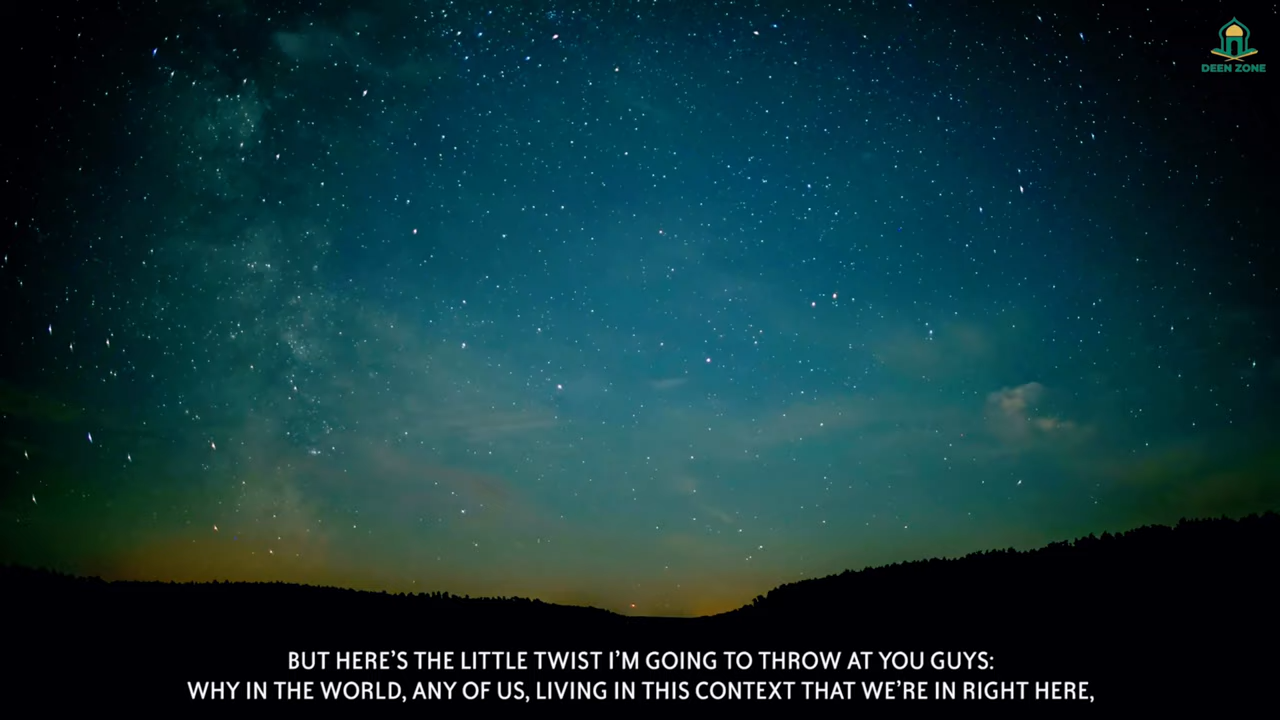 DEEN ZONE
BUT HERE'S THE LITTLE TWIST I'M GOING TO THROW AT YOU GUYS:
WHY IN THE WORLD, ANY OF US, LIVING IN THIS CONTEXT THAT WE'RE IN RIGHT HERE,